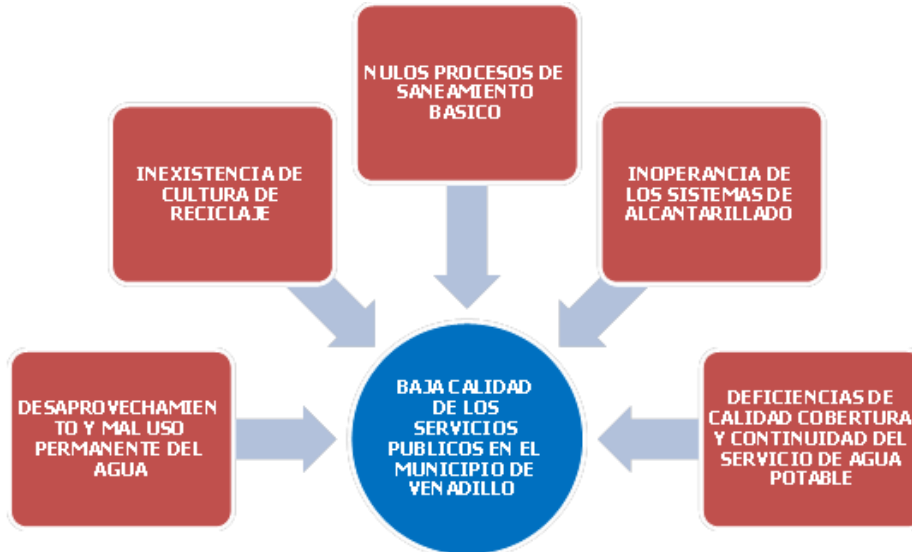 NULOS PROCESOS DE
SANEAMIENTO
BASICO
INEXISTENCIA DE
CULTURA DE
RECICLAJE
INOPERANCIA DE
LOS SISTEMAS DE
ALCANTARILLADO
DESAPROVECHAMIEN
TO Y MAL USO
PERMANENTE DEL
AGUA
BAJA CALIDAD
DE LOS
SERVICIOS
PUBLICOS EN EL
MUNICIPIO DE
VENADILLO
DEFICIENCIAS DE
CALIDAD COBERTURA
Y CONTINUIDAD DEL
SERVICIO DE AGUA
POTABLE